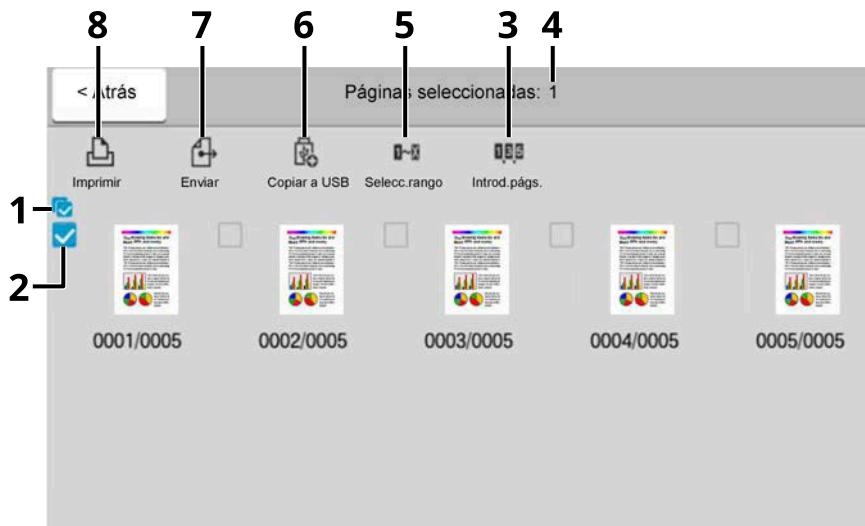 8 7 6 5 3 4
< Atrás
Páginas seleccionadas: 1
Imprimir Enviar Copiar a USB Selecc.rango Introd.págs.
1
2
0001/0005 0002/0005 0003/0005 0004/0005 0005/0005